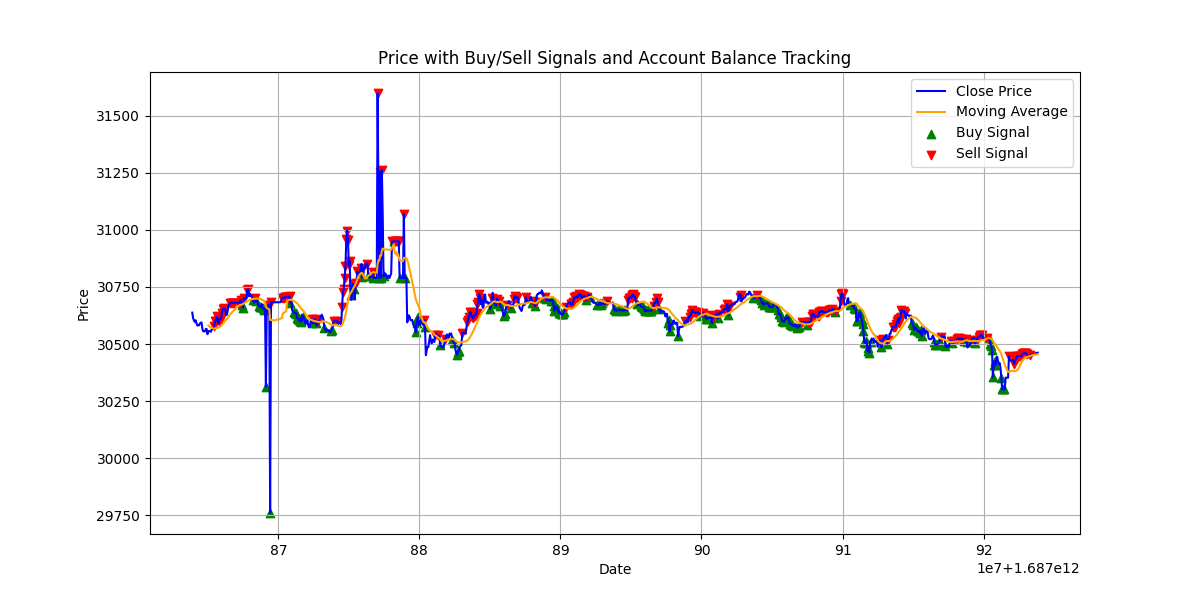 Price with Buy/Sell Signals and Account Balance Tracking
Close Price
Moving Average
Buy Signal
Sell Signal
31500
31250
31000
30750
30500
30250
30000
29750
Price
87 88 89 90 91 92
Date
1e7+1.687e12